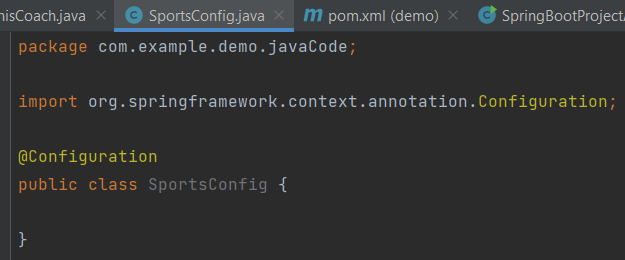 nisCoach.java SportsConfig.java pom.xml (demo) SpringBootProject
package com.example.demo.javaCode;
import org.springframework.context.annotation.Configuration;
@Configuration
public class SportsConfig {
}